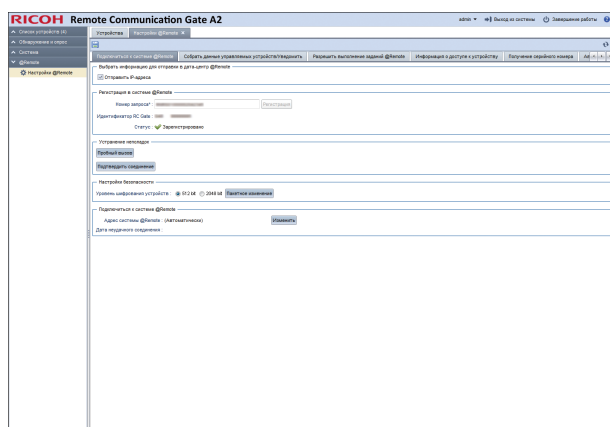 RICOH Remote Communication Gate A2
admin Выход из системы Завершение работы
Список устройств (A)
Обнаружение и опрос
Система
@Remote
Настройки @Remote
Устройства Настройки @Remote
Подключиться к системе @Remote Собрать данные управляемых устройств/Уведомить Разрешить выполнение заданий @Remote Информация о доступе к устройству Получение серийного номера
Выбрать информацию для отправки в дата-центр @Remote
Отправить IP-адреса
Регистрация в системе @Remote
Номер запроса* : Регистрация
Идентификатор RC Gate :
Статус : Зарегистрировано
Устранение неполадок
Пробный вызов
Подтвердить соединение
Настройки безопасности
Уровень шифрования устройств : 512 bit 2048 bit Пакетное изменение
Подключиться к системе @Remote
Адрес системы @Remote : (Автоматически) Изменить
Дата неудачного соединения :